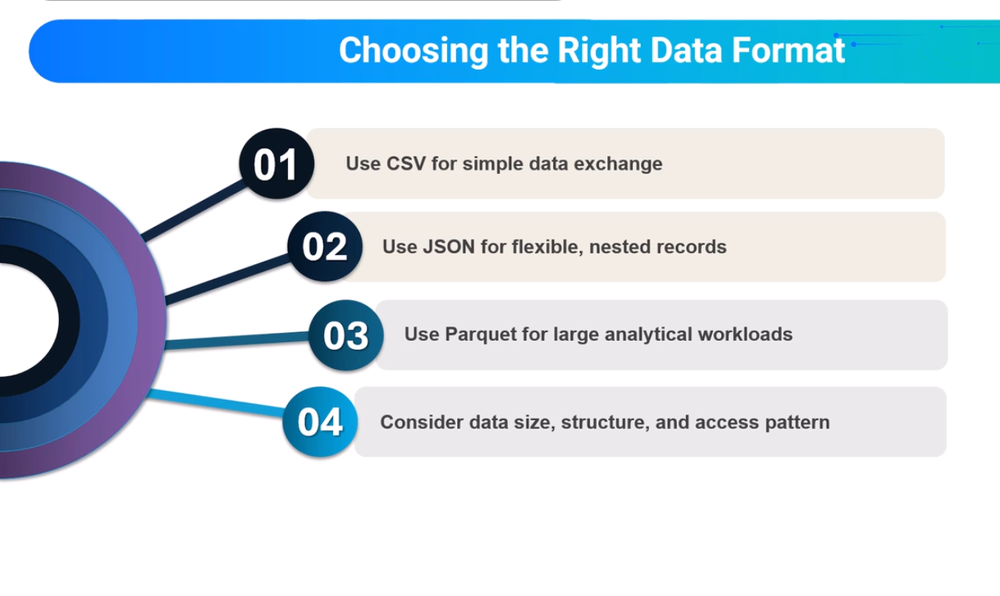 Choosing the Right Data Format
01
Use CSV for simple data exchange
02
Use JSON for flexible, nested records
03
Use Parquet for large analytical workloads
04
Consider data size, structure, and access pattern